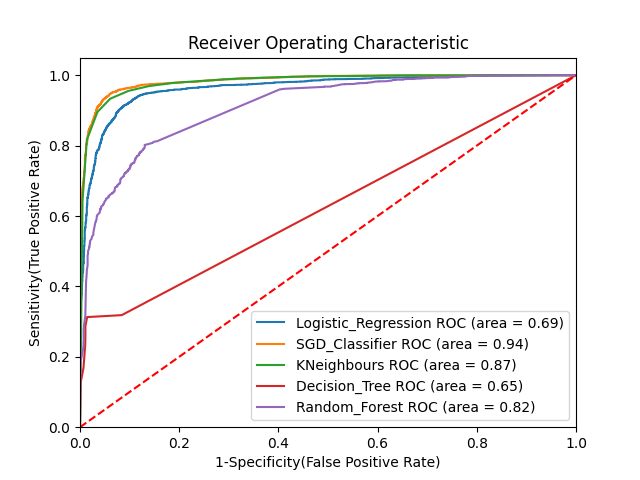 Receiver Operating Characteristic
1.0
0.8
0.6
0.4
0.2
0.0
Sensitivity(True Positive Rate)
Logistic_Regression ROC (area = 0.69)
SGD_Classifier ROC (area = 0.94)
KNeighbours ROC (area = 0.87)
Decision_Tree ROC (area = 0.65)
Random_Forest ROC (area = 0.82)
0.0 0.2 0.4 0.6 0.8 1.0
1-Specificity(False Positive Rate)